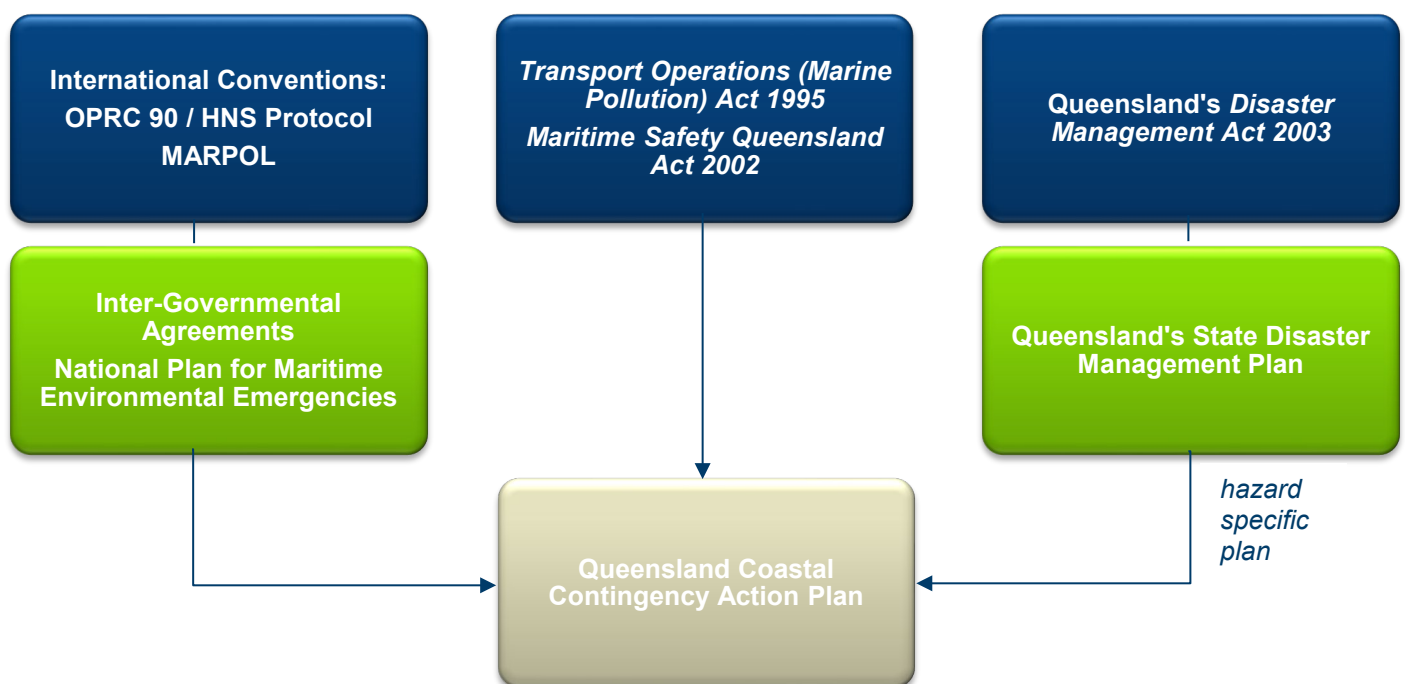 International Conventions:
OPRC 90 / HNS Protocol
MARPOL
Transport Operations (Marine
Pollution) Act 1995
Maritime Safety Queensland
Act 2002
Queensland's Disaster
Management Act 2003
Inter-Governmental
Agreements
National Plan for Maritime
Environmental Emergencies
Queensland's State Disaster
Management Plan
hazard
specific
plan
Queensland Coastal
Contingency Action Plan